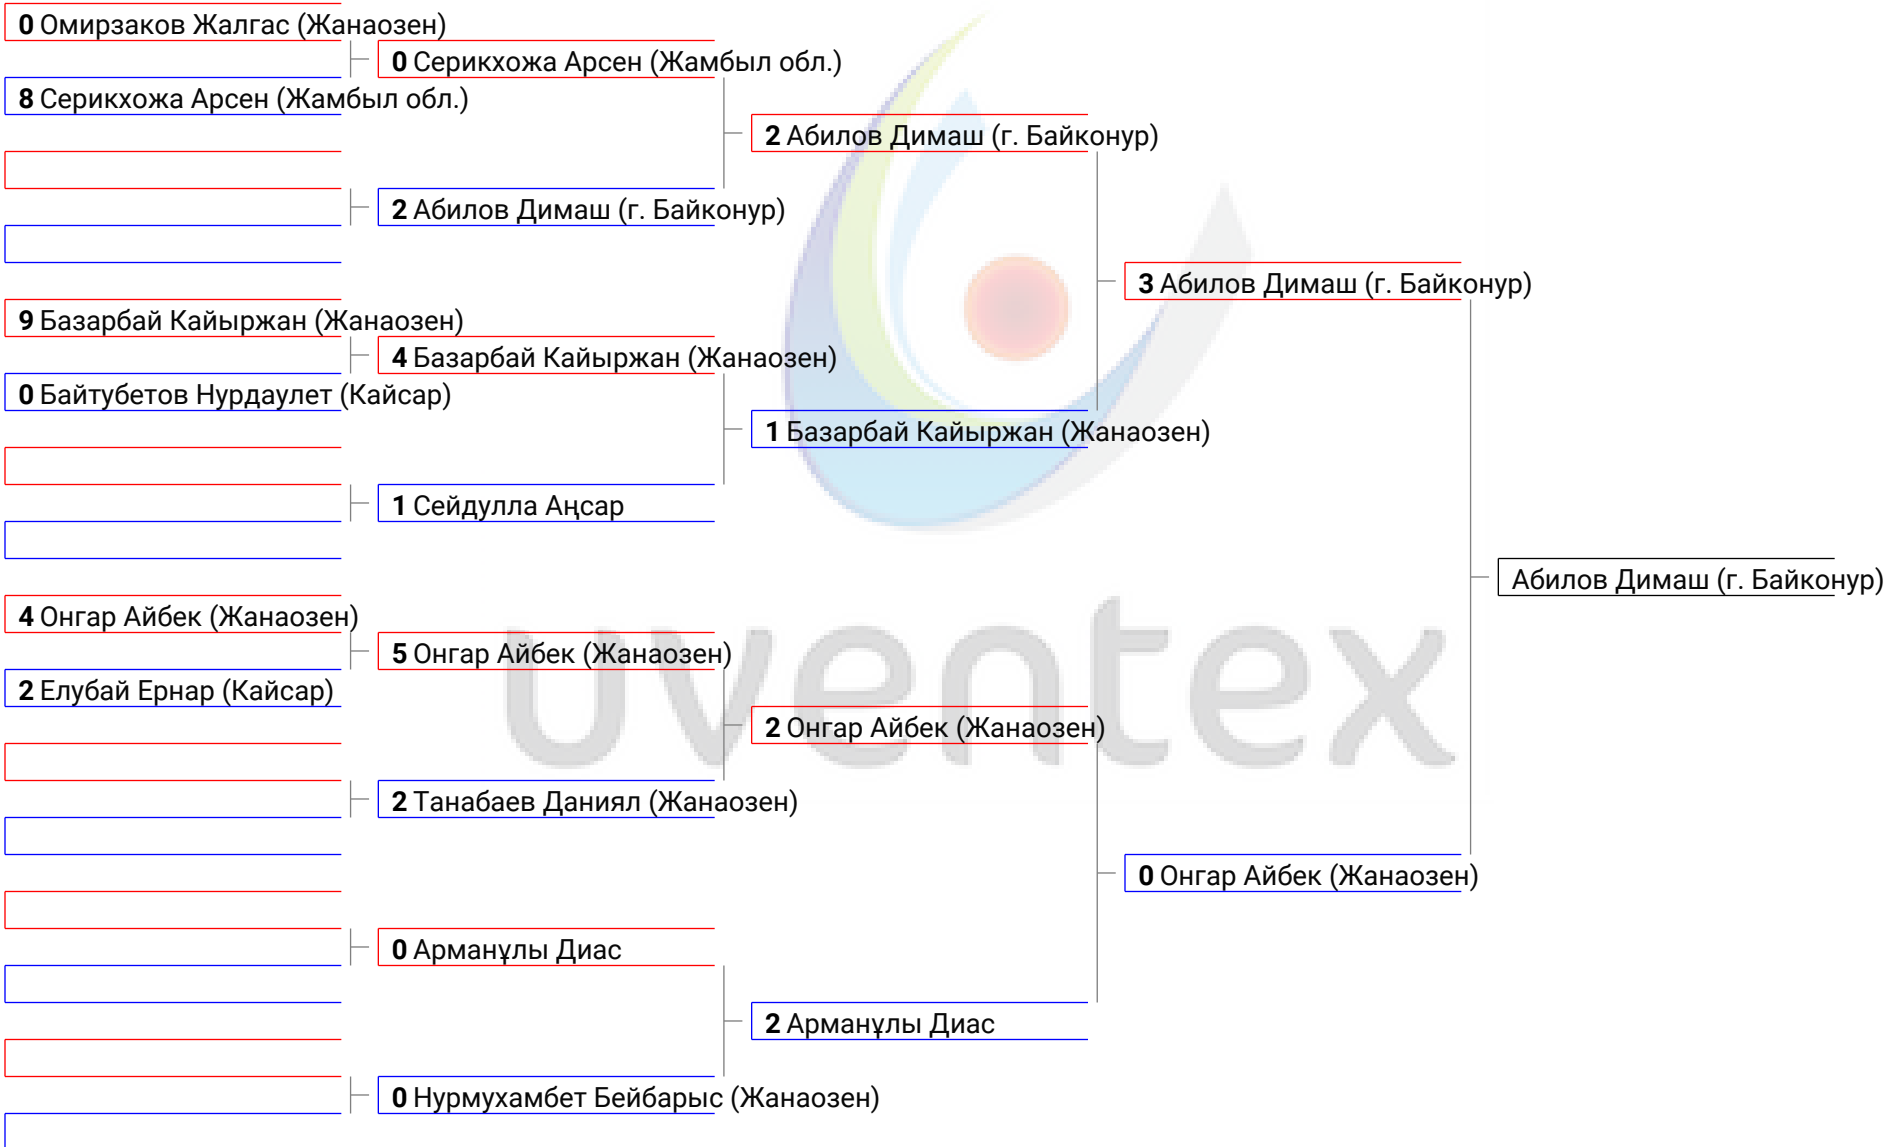 0 Омирзаков Жалгас (Жанаозен)
0 Серикхожа Арсен (Жамбыл обл.)
8 Серикхожа Арсен (Жамбыл обл.)
2 Абилов Димаш (г. Байконур)
2 Абилов Димаш (г. Байконур)
3 Абилов Димаш (г. Байконур)
9 Базарбай Кайыржан (Жанаозен)
4 Базарбай Кайыржан (Жанаозен)
0 Байтубетов Нурдаулет (Кайсар)
1 Базарбай Кайыржан (Жанаозен)
1 Сейдулла Аңсар
Абилов Димаш (г. Байконур)
4 Онгар Айбек (Жанаозен)
5 Онгар Айбек (Жанаозен)
uventex
2 Елубай Ернар (Кайсар)
2 Онгар Айбек (Жанаозен)
2 Танабаев Даниял (Жанаозен)
0 Онгар Айбек (Жанаозен)
0 Арманұлы Диас
2 Арманұлы Диас
0 Нурмухамбет Бейбарыс (Жанаозен)